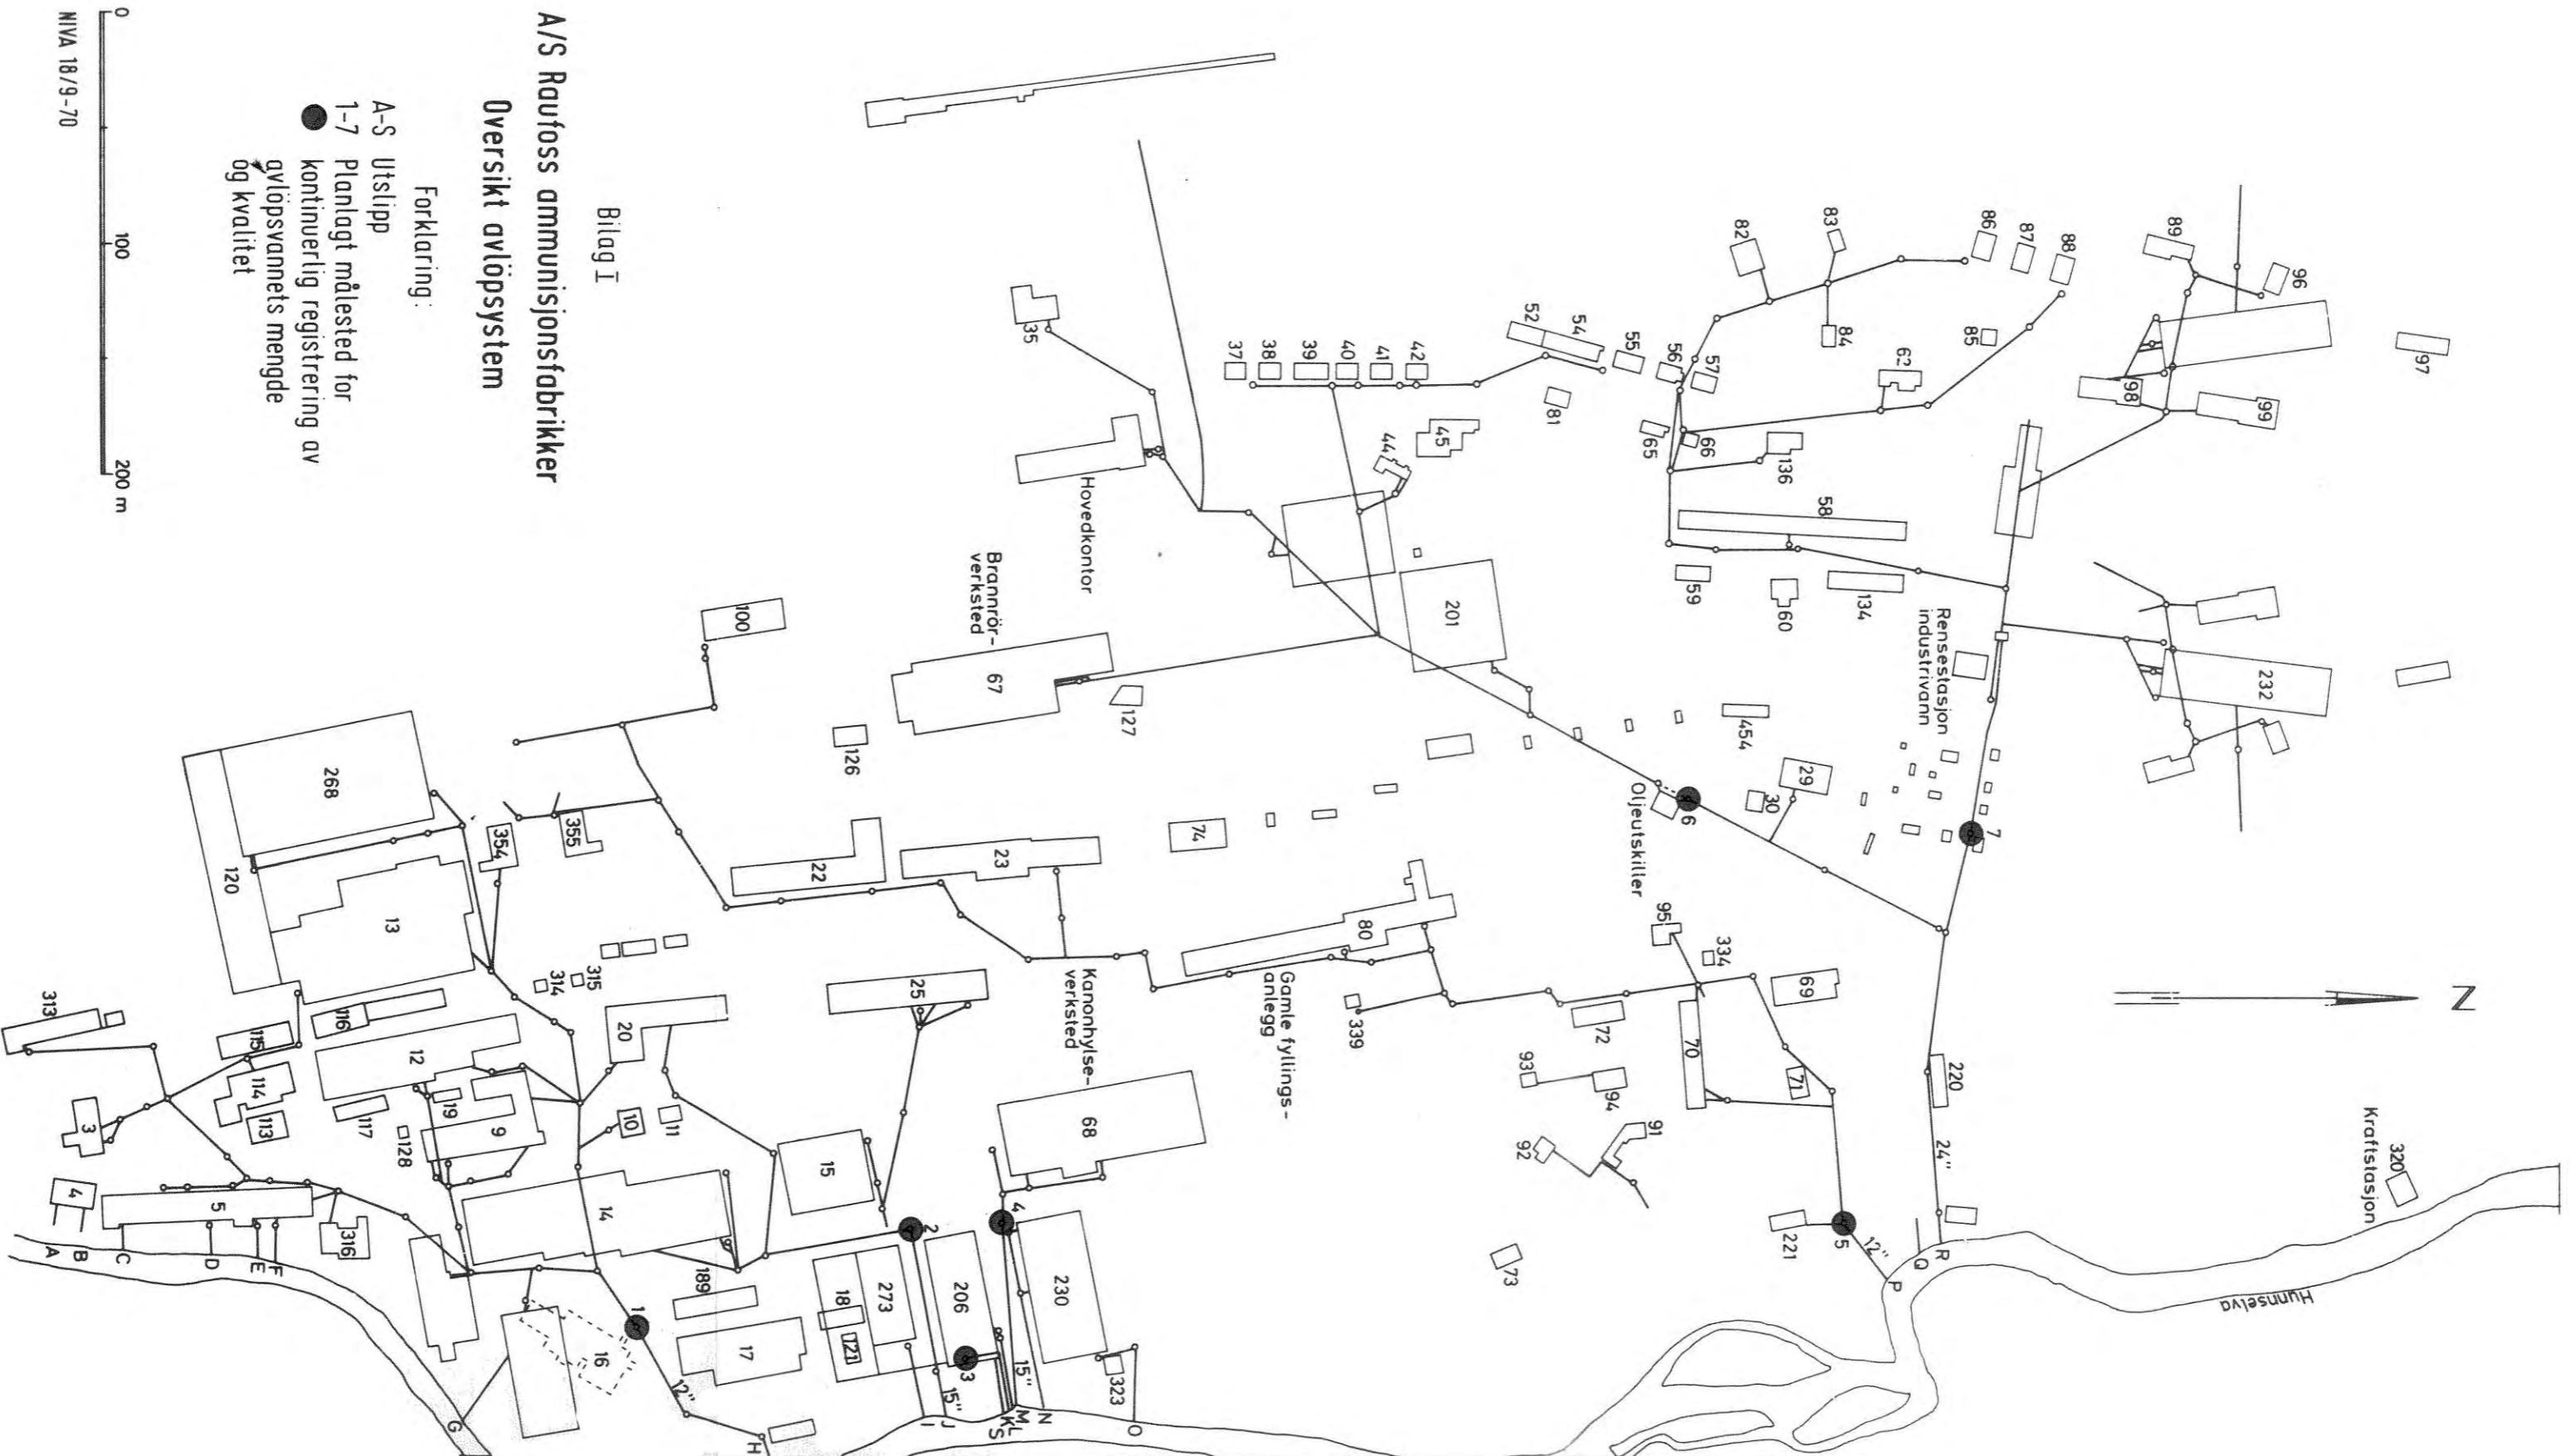 Bilag I
A/S Raufoss ammunisjonsfabrikker
Oversikt avlöpsystem
Forklaring:
A-S Utslipp
1-7 Planlagt målested for
kontinuerlig registrering av
avlöpsvannets mengde
og kvalitet
0
100
200 m
NIVA 18/9-70
N
Hovedkontor
Brannrör-
verksted
Kanonhylse-
verksted
Gamle fyllings-
anlegg
Oljeutskiller
Rensestasjon
industrivann
Kraftstasjon
Hunnselva
35
37
38
39
40
41
42
44
45
52
54
55
56
57
81
65
66
136
58
59
60
134
62
82
83
84
85
86
87
88
89
96
97
98
99
201
232
454
29
30
6
7
100
67
127
126
74
268
120
13
354
355
22
23
80
95
334
69
72
339
70
71
93
94
91
92
73
220
24"
320
221
5
12"
P
Q
R
313
3
4
5
115
116
114
113
117
12
19
9
128
10
11
20
314
315
25
15
68
14
316
A
B
C
D
E
F
G
H
I
J
K
L
M
N
O
S
1
2
3
4
16
12"
17
189
18
121
273
206
230
15"
15"
323